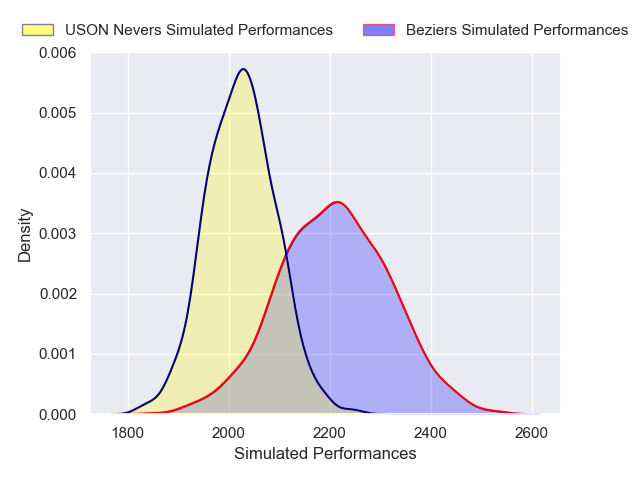 USON Nevers Simulated Performances
Beziers Simulated Performances
0.006
0.005
0.004
0.003
0.002
0.001
0.000
Density
1800 2000 2200 2400 2600
Simulated Performances